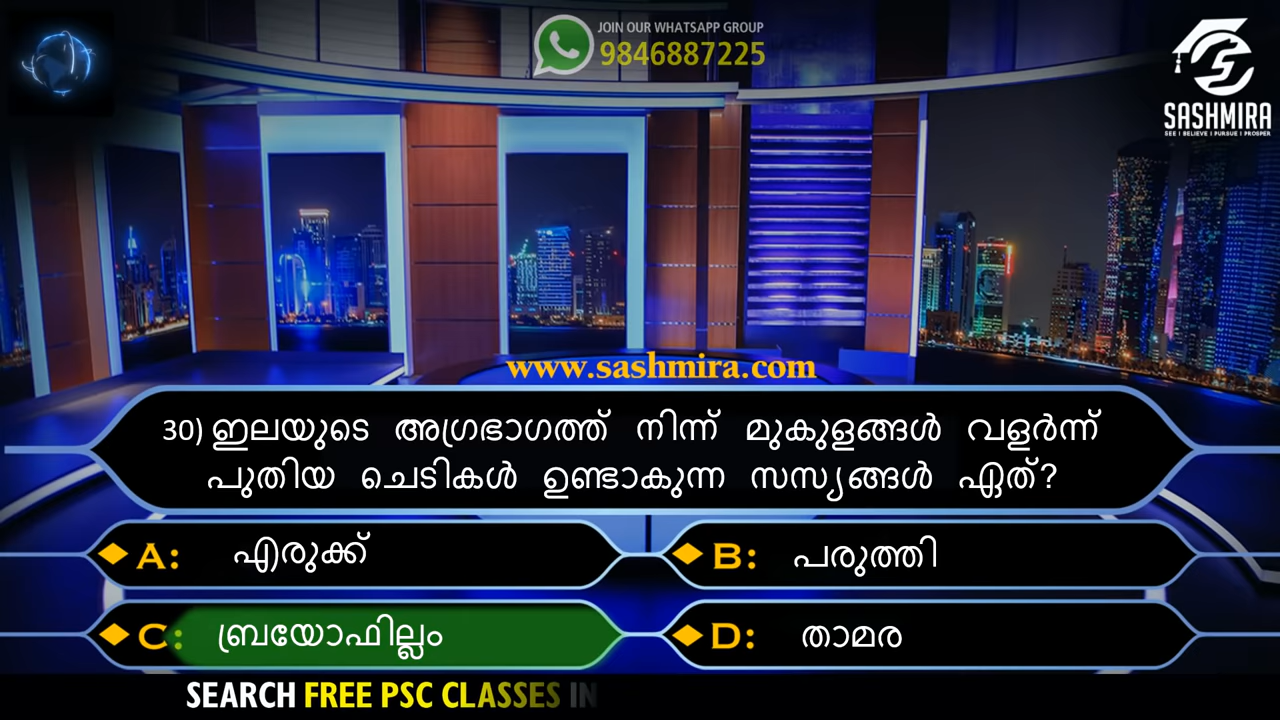 JOIN OUR WHATSAPP GROUP
9846887225
SASHMIRA
SEE I BELIEVE I PURSUE I PROSPER
www.sashmira.com
30) ഇലയുടെ അഗ്രഭാഗത്ത് നിന്ന് മുകുളങ്ങൾ വളർന്ന്
പുതിയ ചെടികൾ ഉണ്ടാകുന്ന സസ്യങ്ങൾ ഏത്?
A: എരുക്ക്
B: പരുത്തി
C: ബ്രയോഫില്ലം
D: താമര
SEARCH FREE PSC CLASSES IN